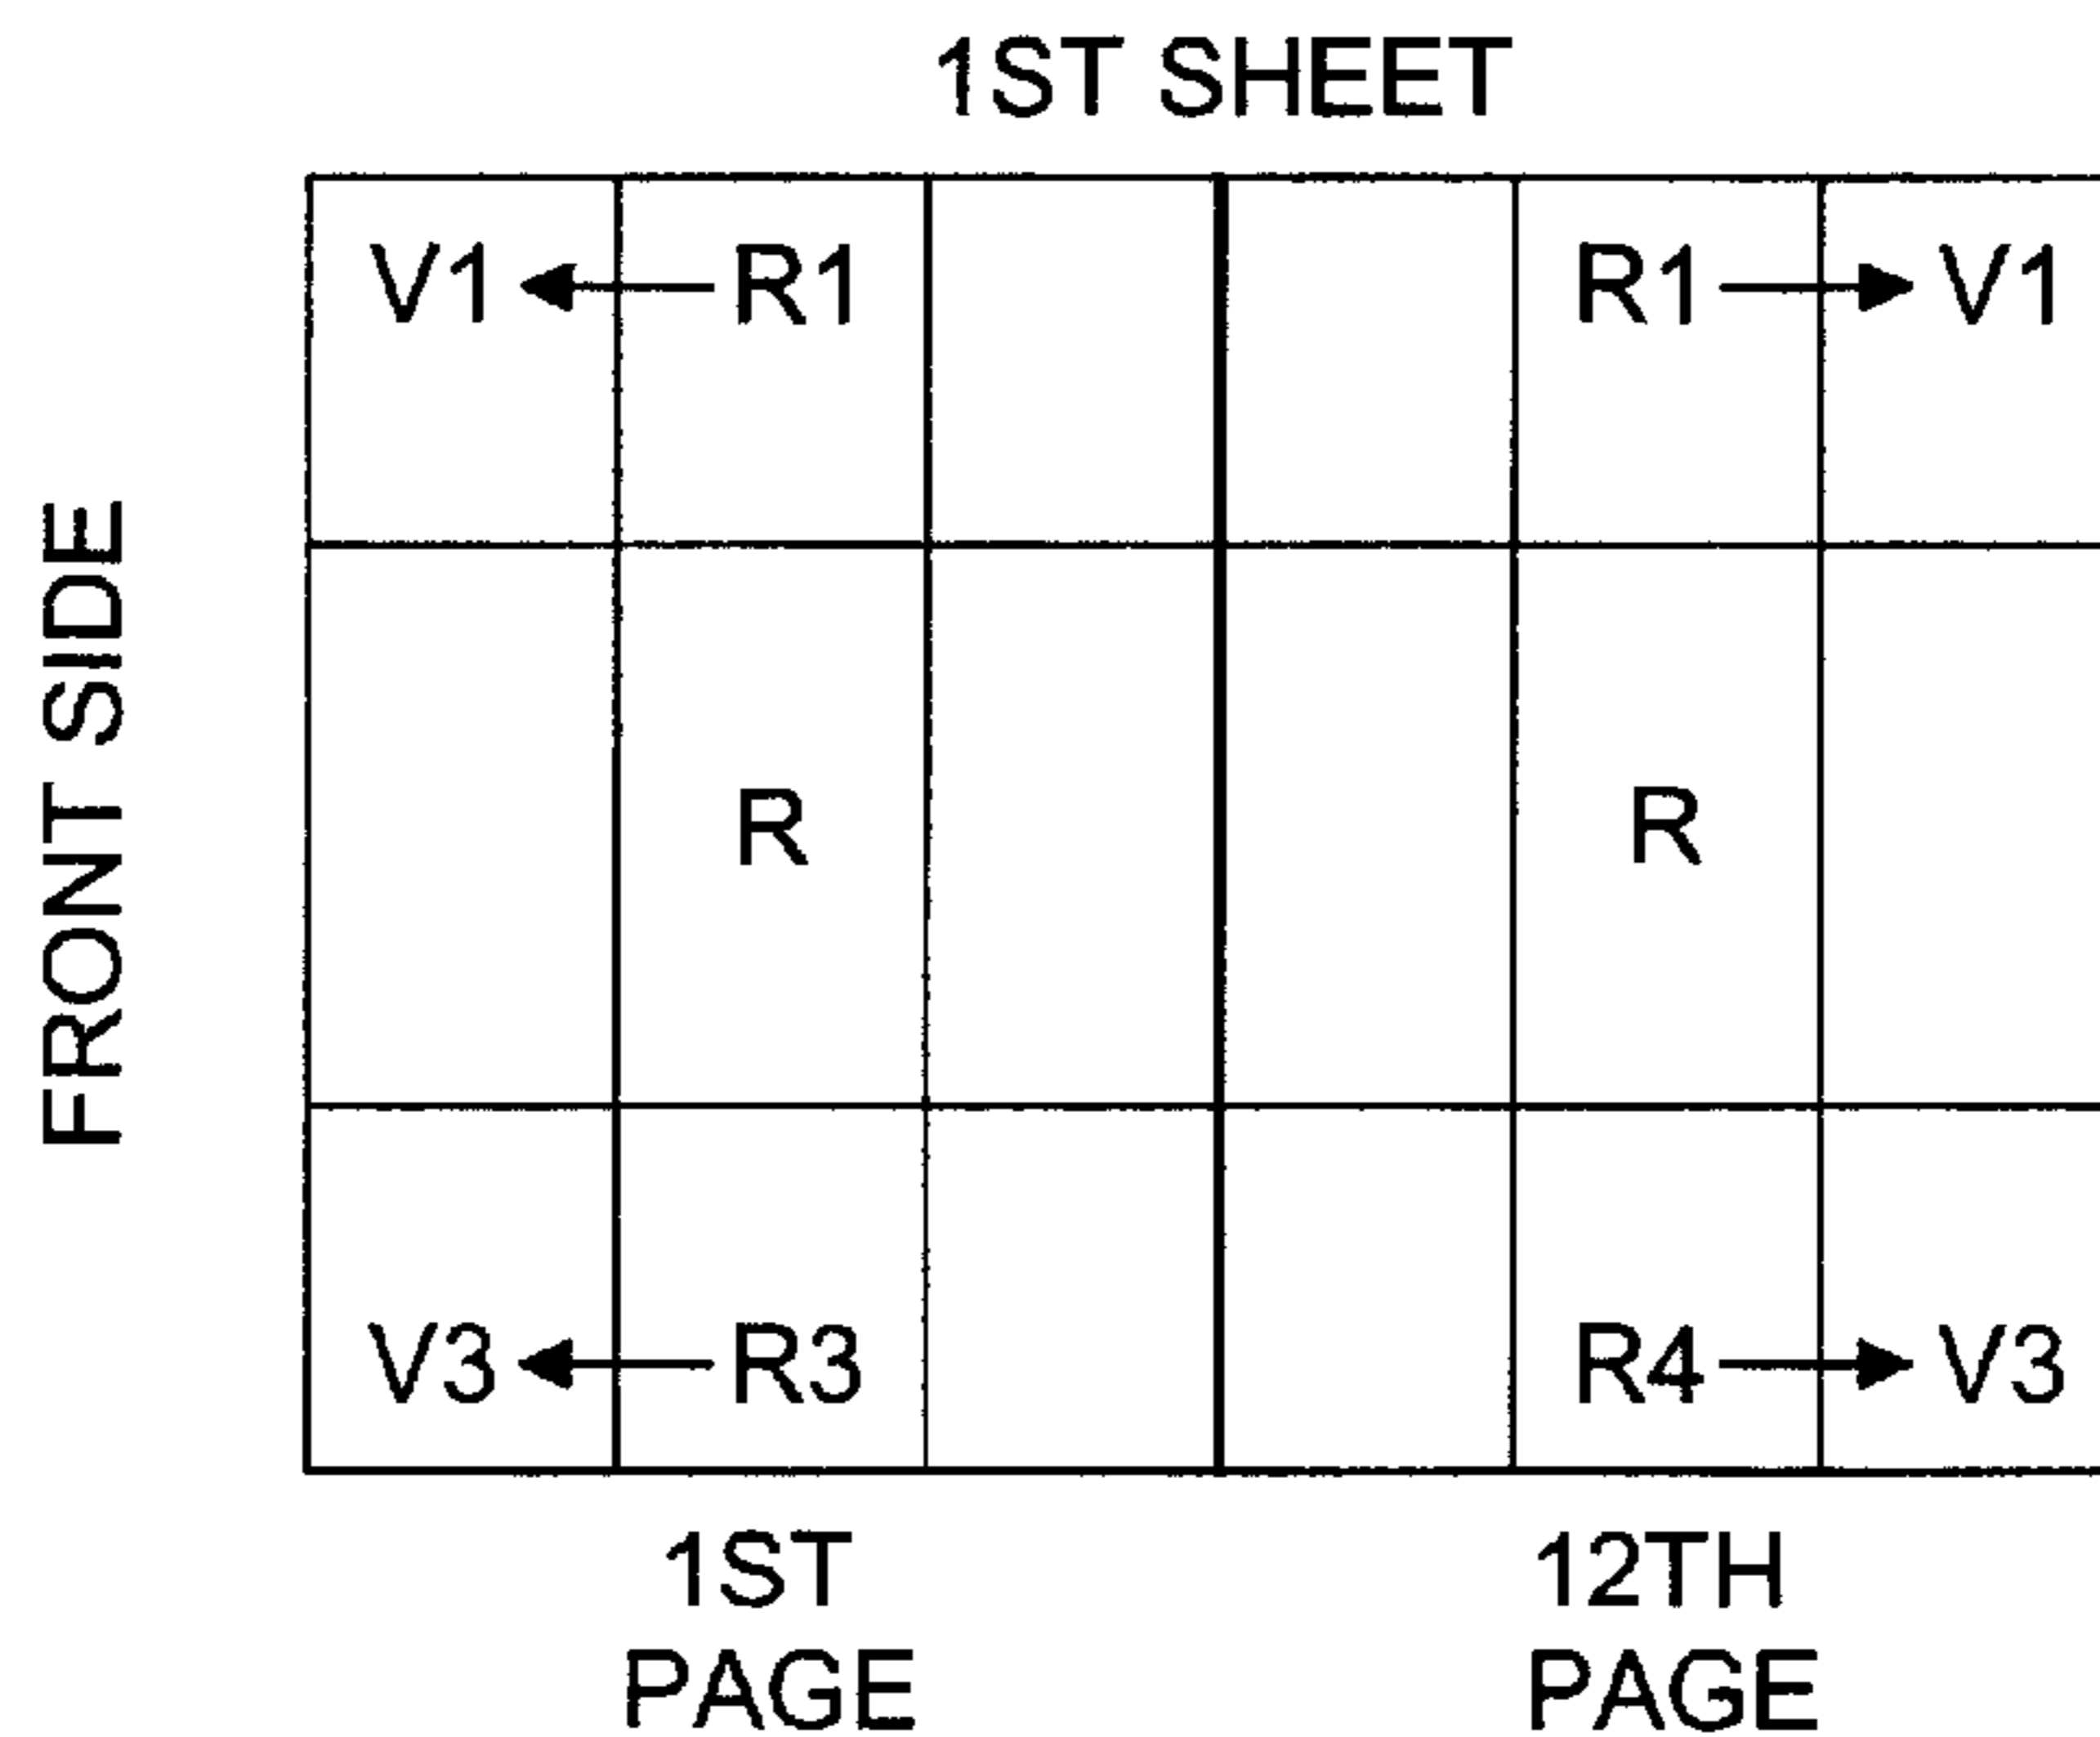 1ST SHEET
FRONT SIDE
V1 R1 R1 V1
R R
V3 R3 R4 V3
1ST PAGE
12TH PAGE